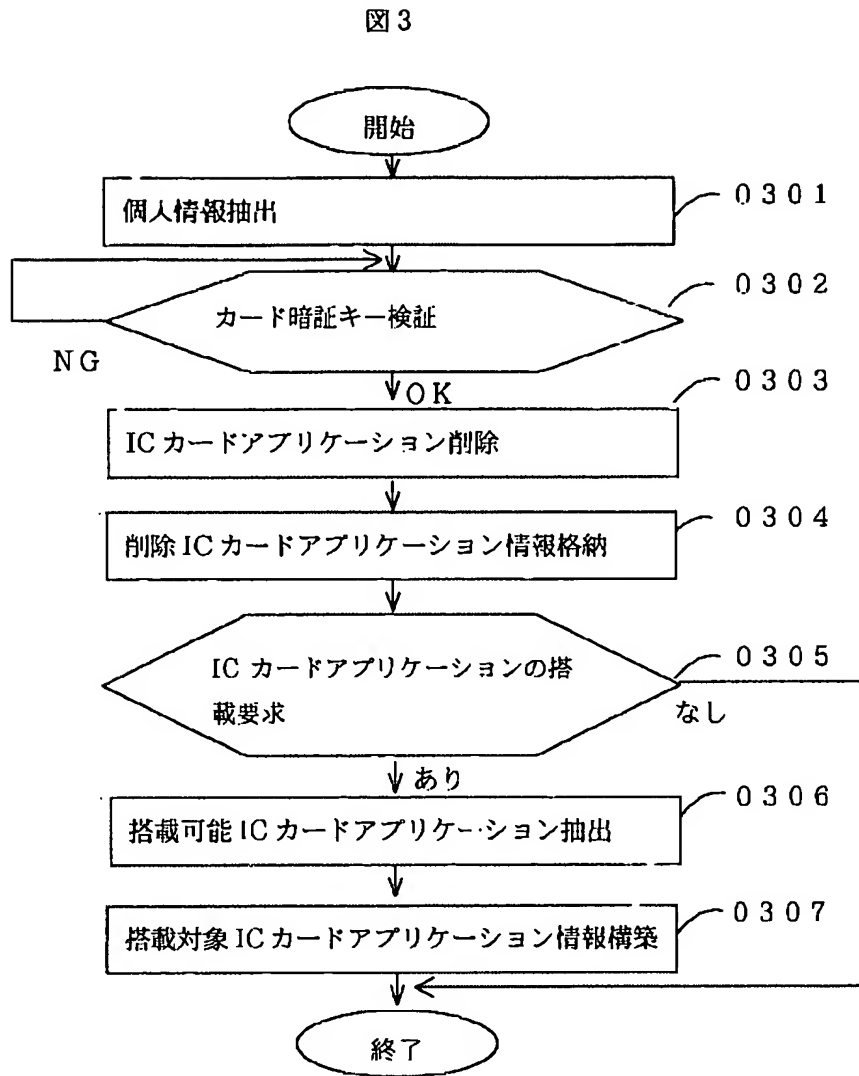 図3
開始
個人情報抽出
0301
カード暗証キー検証
0302
NG
OK
0303
ICカードアプリケーション削除
削除ICカードアプリケーション情報格納
0304
ICカードアプリケーションの搭
載要求
0305
なし
あり
搭載可能ICカードアプリケーション抽出
0306
搭載対象ICカードアプリケーション情報構築
0307
終了